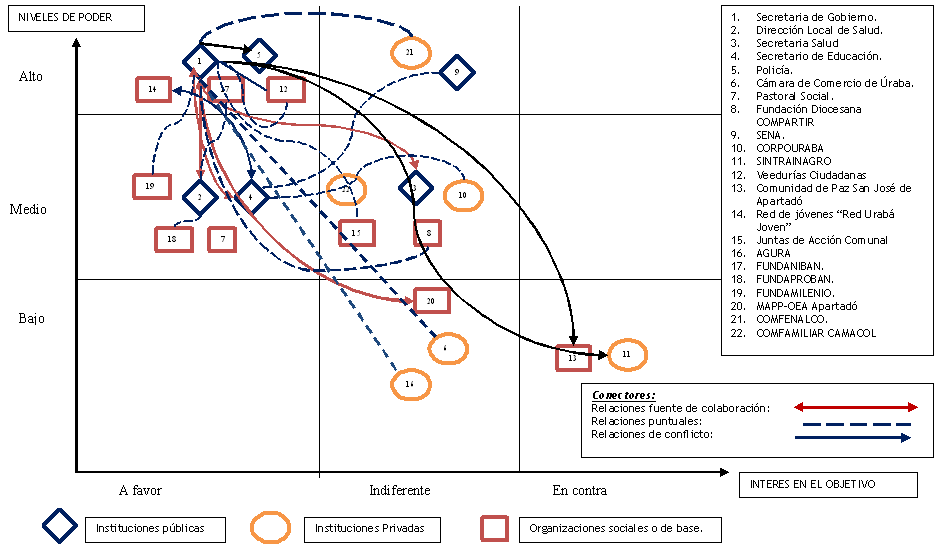 NIVELES DE PODER
Alto
Medio
Bajo
1
5
21
9
14
17
12
19
2
4
22
3
10
18
7
15
8
20
6
16
13
11
A favor
Indiferente
En contra
INTERES EN EL OBJETIVO
1. Secretaria de Gobierno.
2. Dirección Local de Salud.
3. Secretaria Salud
4. Secretario de Educación.
5. Policía.
6. Cámara de Comercio de Úraba.
7. Pastoral Social.
8. Fundación Diocesana
COMPARTIR
9. SENA.
10. CORPOURABA
11. SINTRAINAGRO
12. Veedurías Ciudadanas
13. Comunidad de Paz San José de
Apartadó
14. Red de jóvenes “Red Urabá
Joven”
15. Juntas de Acción Comunal
16. AGURA
17. FUNDANIBAN.
18. FUNDAPROBAN.
19. FUNDAMILENIO.
20. MAPP-OEA Apartadó
21. COMFENALCO.
22. COMFAMILIAR CAMACOL
Conectores:
Relaciones fuente de colaboración:
Relaciones puntuales:
Relaciones de conflicto:
Instituciones públicas
Instituciones Privadas
Organizaciones sociales o de base.